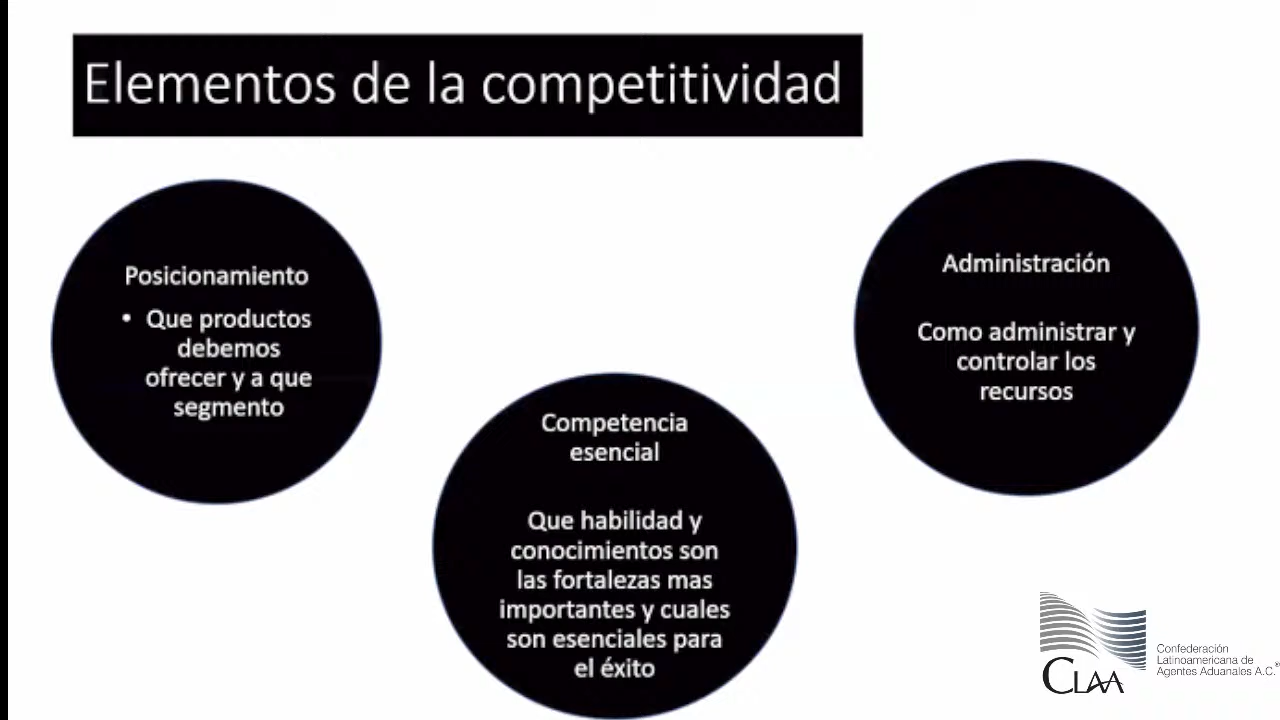 Elementos de la competitividad
Posicionamiento
• Que productos
debemos
ofrecer y a que
segmento
Competencia
esencial
Que habilidad y
conocimientos son
las fortalezas mas
importantes y cuales
son esenciales para
el éxito
Administración
Como administrar y
controlar los
recursos
CLAA
Confederación
Latinoamericana de
Agentes Aduanales A.C.®